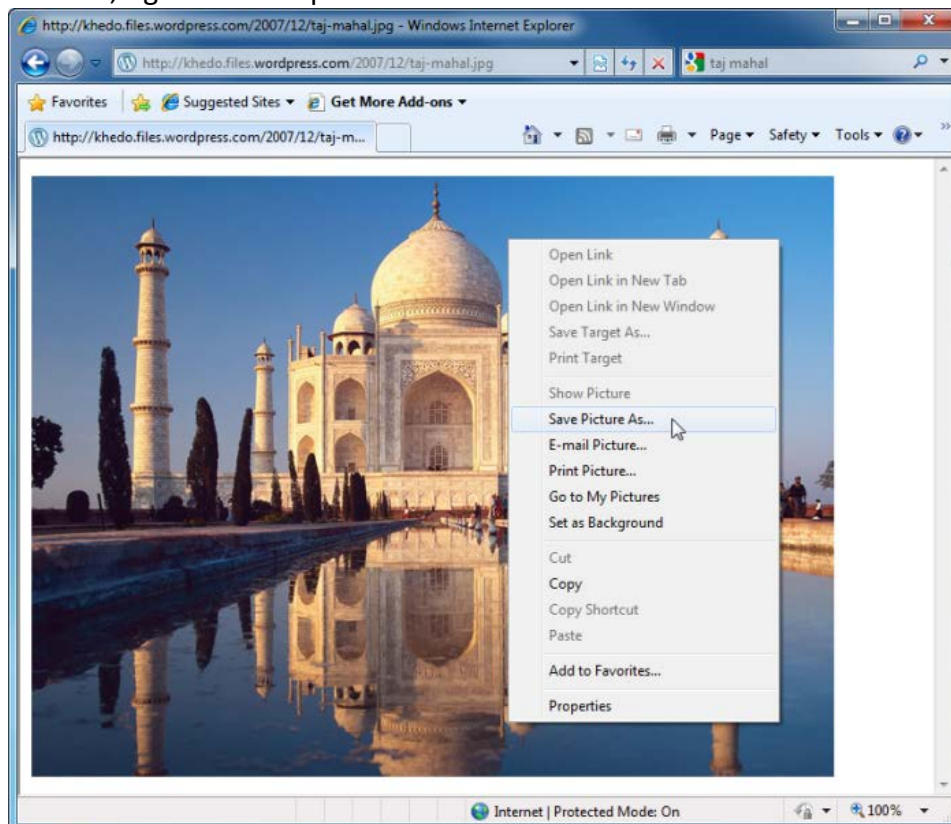 http://khedo.files.wordpress.com/2007/12/taj-mahal.jpg - Windows Internet Explorer
http://khedo.files.wordpress.com/2007/12/taj-mahal.jpg taj mahal
Favorites Suggested Sites Get More Add-ons
http://khedo.files.wordpress.com/2007/12/taj-m... Page Safety Tools
Open Link
Open Link in New Tab
Open Link in New Window
Save Target As...
Print Target
Show Picture
Save Picture As...
E-mail Picture...
Print Picture...
Go to My Pictures
Set as Background
Cut
Copy
Copy Shortcut
Paste
Add to Favorites...
Properties
Internet | Protected Mode: On 100%